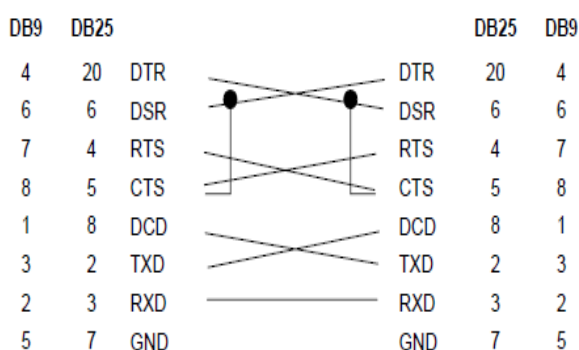 DB9 DB25 DB25 DB9
4 20 DTR DTR 20 4
6 6 DSR DSR 6 6
7 4 RTS RTS 4 7
8 5 CTS CTS 5 8
1 8 DCD DCD 8 1
3 2 TXD TXD 2 3
2 3 RXD RXD 3 2
5 7 GND GND 7 5